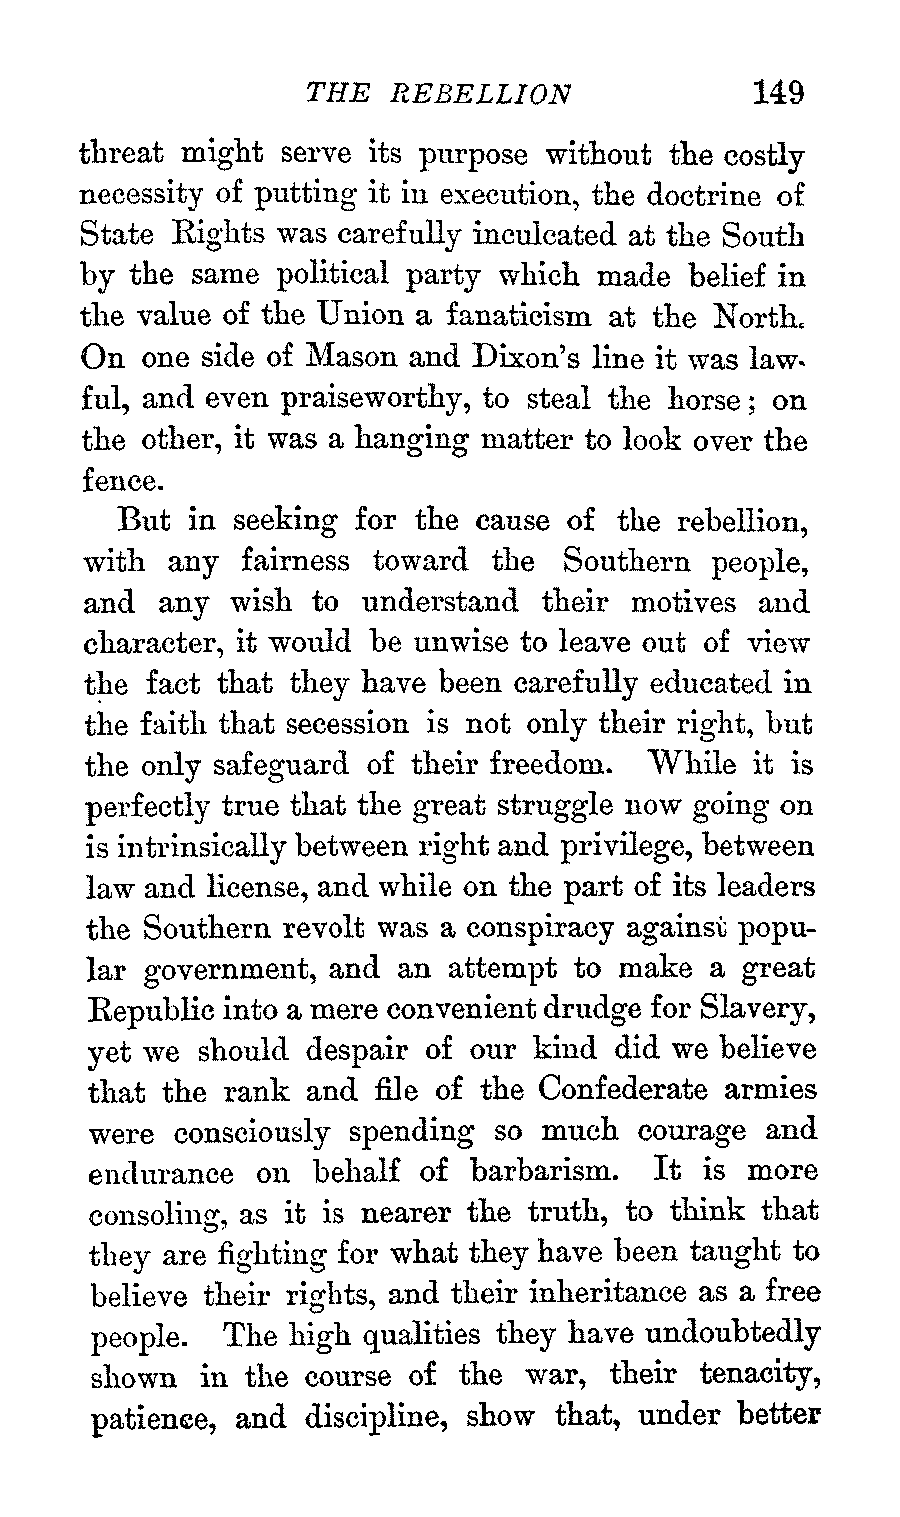 THE REBELLION 149
threat might serve its purpose without the costly
necessity of putting it in execution, the doctrine of
State Rights was carefully inculcated at the South
by the same political party which made belief in
the value of the Union a fanaticism at the North.
On one side of Mason and Dixon's line it was law-
ful, and even praiseworthy, to steal the horse; on
the other, it was a hanging matter to look over the
fence.
But in seeking for the cause of the rebellion,
with any fairness toward the Southern people,
and any wish to understand their motives and
character, it would be unwise to leave out of view
the fact that they have been carefully educated in
the faith that secession is not only their right, but
the only safeguard of their freedom. While it is
perfectly true that the great struggle now going on
is intrinsically between right and privilege, between
law and license, and while on the part of its leaders
the Southern revolt was a conspiracy against popu-
lar government, and an attempt to make a great
Republic into a mere convenient drudge for Slavery,
yet we should despair of our kind did we believe
that the rank and file of the Confederate armies
were consciously spending so much courage and
endurance on behalf of barbarism. It is more
consoling, as it is nearer the truth, to think that
they are fighting for what they have been taught to
believe their rights, and their inheritance as a free
people. The high qualities they have undoubtedly
shown in the course of the war, their tenacity,
patience, and discipline, show that, under better